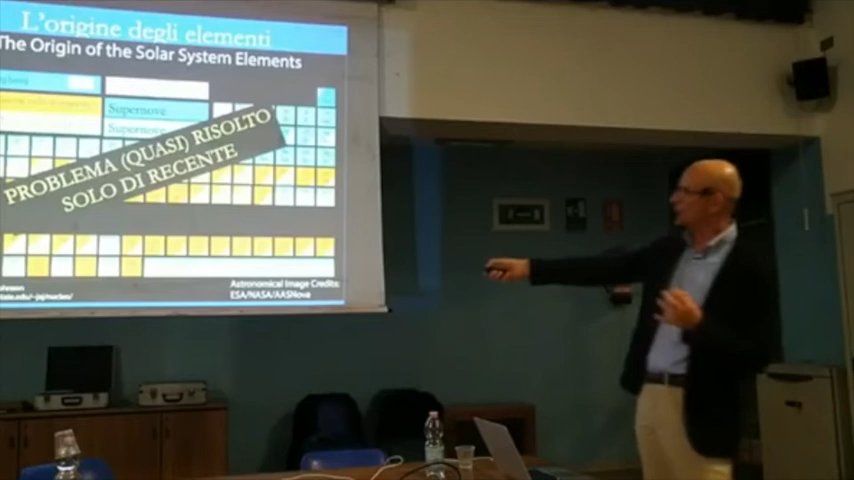 L'origine degli elementi
The Origin of the Solar System Elements
Supernove
Supernove
PROBLEMA (QUASI) RISOLTO
SOLO DI RECENTE
Astronomical Image Credits:
ESA/NASA/AASNova